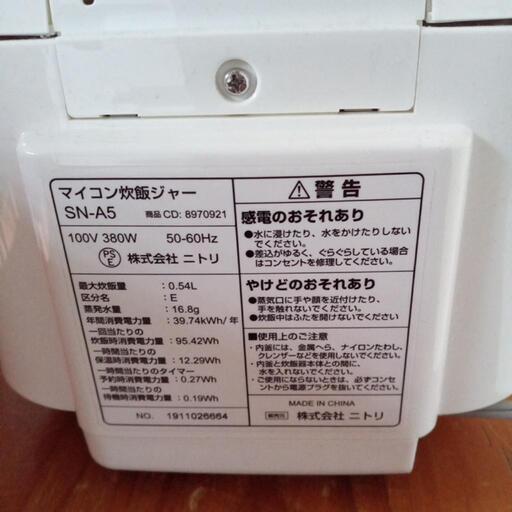 マイコン炊飯ジャー
SN-A5 商品CD: 8970921
100V 380W 50-60Hz
PS
E
株式会社 ニトリ
最大炊飯量 : 0.54L
区分名 : E
蒸発水量 : 16.8g
年間消費電力量 : 39.74kWh/年
一回当たりの
炊飯時消費電力量 : 95.42Wh
一時間当たりの
保温時消費電力量 : 12.29Wh
一時間当たりのタイマー
予約時消費電力量 : 0.27Wh
一時間当たりの
待機時消費電力量 : 0.19Wh
NO. 1911026664
警告
感電のおそれあり
●水に浸けたり、水をかけたりしないで
●差込がゆるく、ぐらぐらしている場合
はコンセントを修理してください。
やけどのおそれあり
●蒸気口に手や顔を近付けたり、
手を触れないでください
●炊飯中はふたを開けないでください
■使用上のご注意
・内釜には、金属へら、ナイロンたわし、
クレンザーなどを使用しないでください。
・内釜と炊飯器本体との間に、
水を入れないでください。
・ご使用にならないときは、必ずコンセ
ントから電源プラグを抜いてください。
MADE IN CHINA
販売元 株式会社 ニトリ